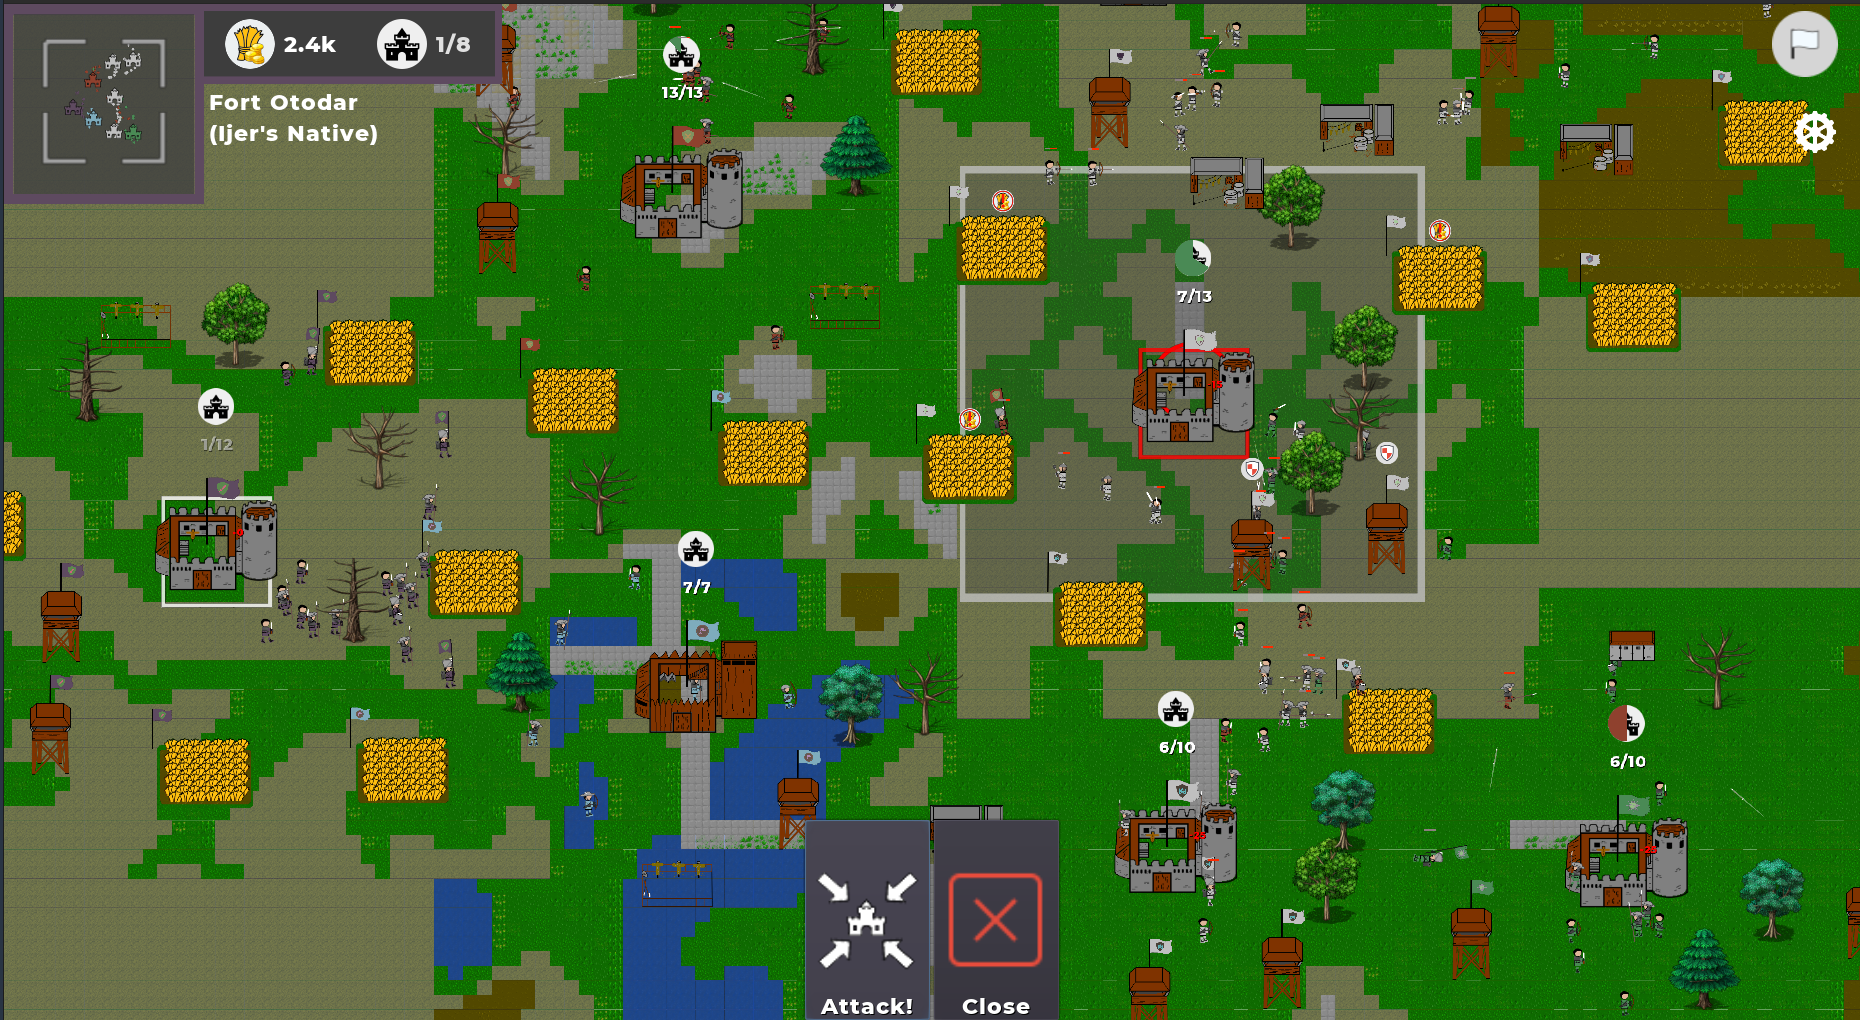 2.4k
1/8
Fort Otodar
(Ijer's Native)
13/13
7/13
1/12
7/7
6/10
6/10
Attack!
Close